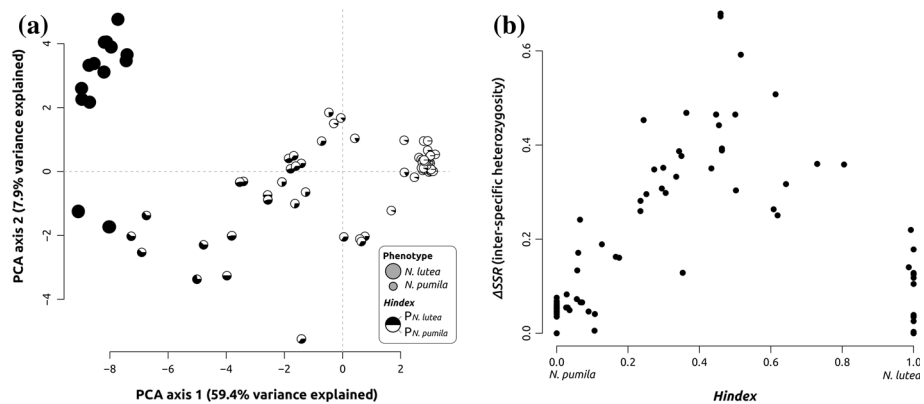 (a)
PCA axis 2 (7.9% variance explained)
4
2
0
−2
−4
−8
−6
−4
−2
0
2
PCA axis 1 (59.4% variance explained)
Phenotype
N. lutea
N. pumila
Hindex
P N. lutea
P N. pumila
(b)
ΔSSR (inter-specific heterozygosity)
0.6
0.4
0.2
0.0
0.0
0.2
0.4
0.6
0.8
1.0
N. pumila
N. lutea
Hindex